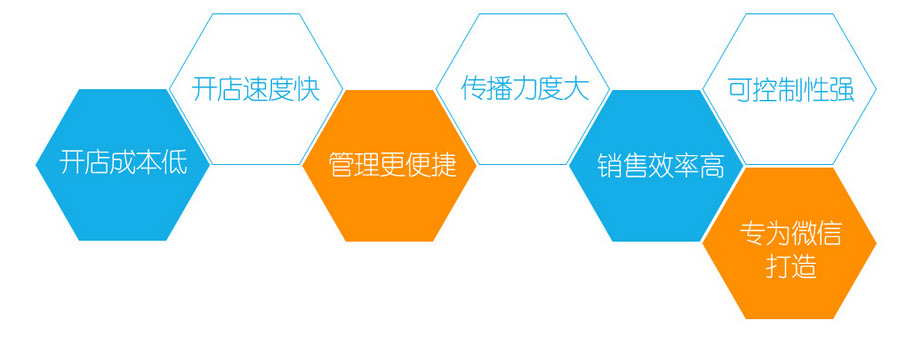 开店成本低
开店速度快
管理更便捷
传播力度大
销售效率高
可控制性强
专为微信
打造